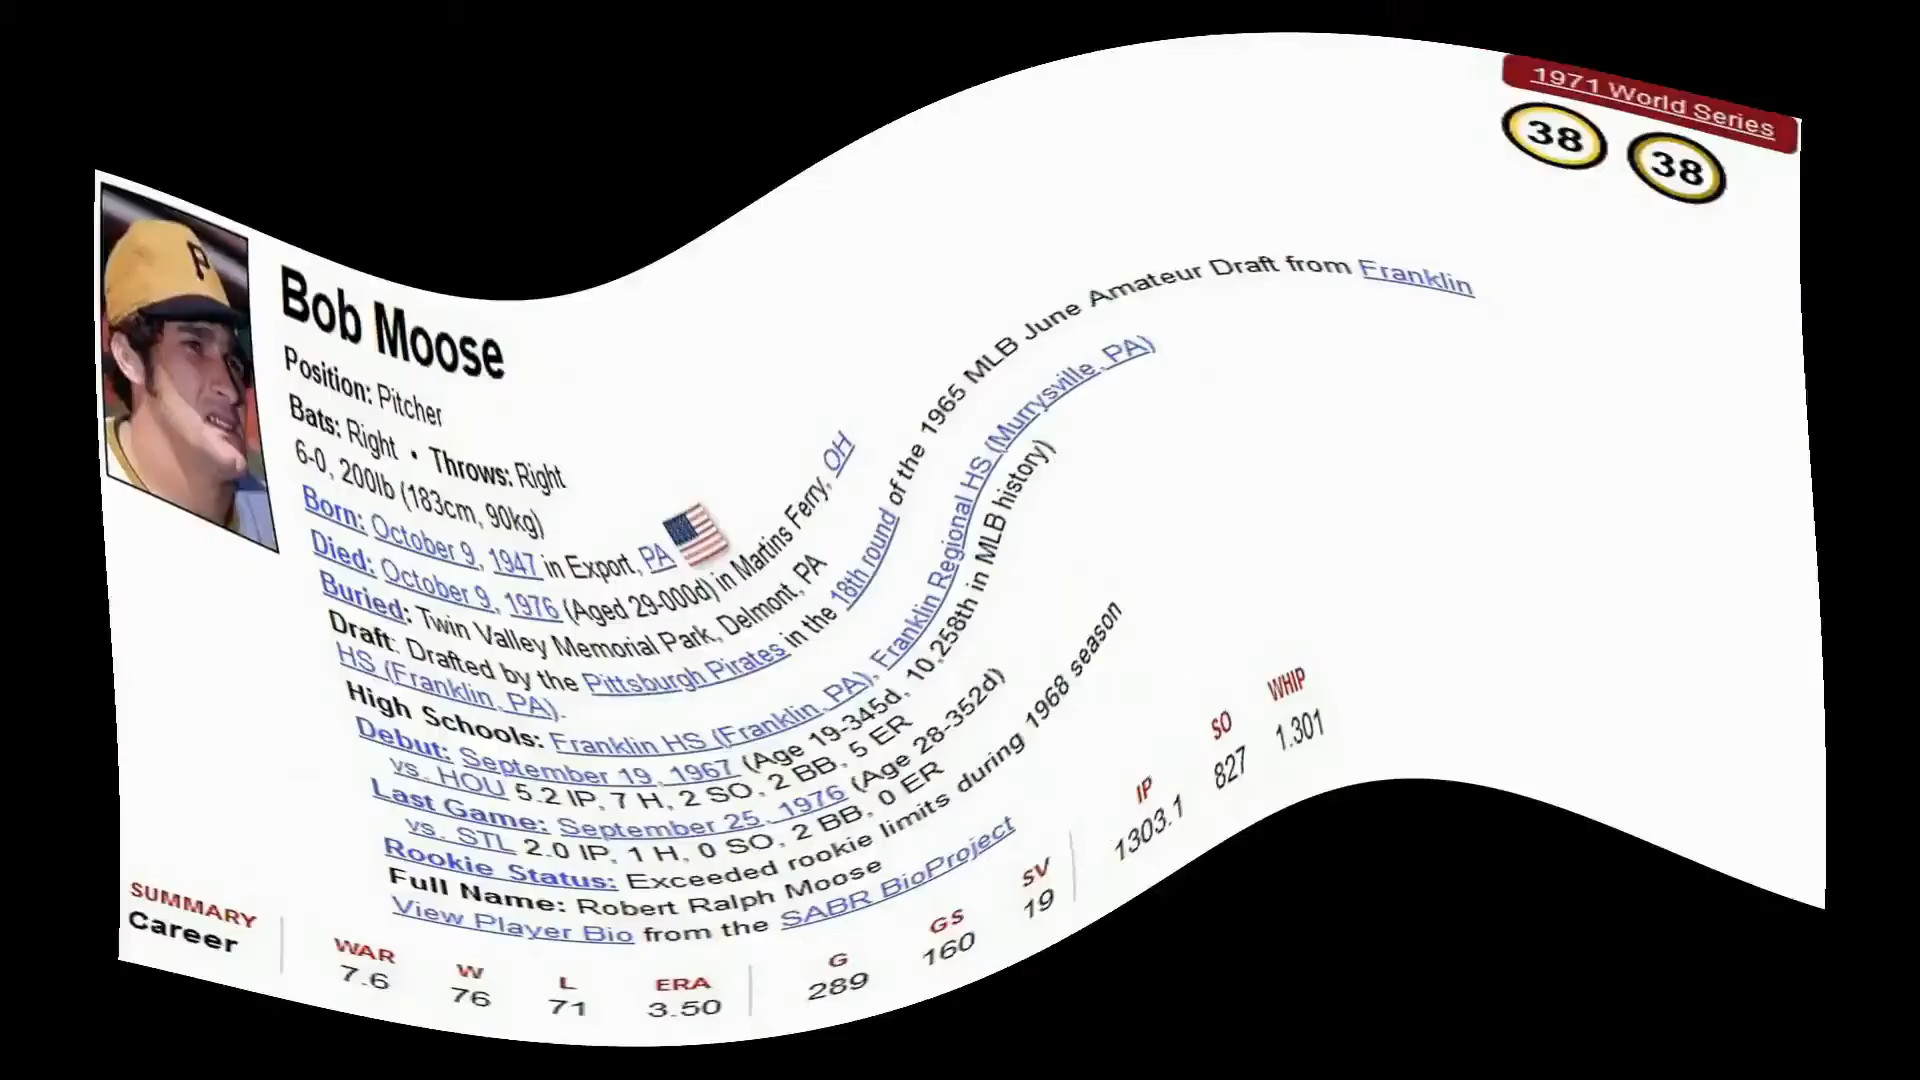 1971 World Series
38 38
P
Bob Moose
Position: Pitcher
Bats: Right • Throws: Right
6-0, 200lb (183cm, 90kg)
Born: October 9, 1947 in Export, PA
Died: October 9, 1976 (Aged 29-000d) in Martins Ferry, OH
Buried: Twin Valley Memorial Park, Delmont, PA
Draft: Drafted by the Pittsburgh Pirates in the 18th round of the 1965 MLB June Amateur Draft from Franklin
HS (Franklin, PA).
High Schools: Franklin HS (Franklin, PA), Franklin Regional HS (Murrysville, PA)
Debut: September 19, 1967 (Age 19-345d, 10,258th in MLB history)
vs. HOU 5.2 IP, 7 H, 2 SO, 2 BB, 5 ER
Last Game: September 25, 1976 (Age 28-352d)
vs. STL 2.0 IP, 1 H, 0 SO, 2 BB, 0 ER
Rookie Status: Exceeded rookie limits during 1968 season
Full Name: Robert Ralph Moose
View Player Bio from the SABR BioProject
SUMMARY WAR W L ERA G GS SV IP SO WHIP
Career 7.6 76 71 3.50 289 160 19 1303.1 827 1.301